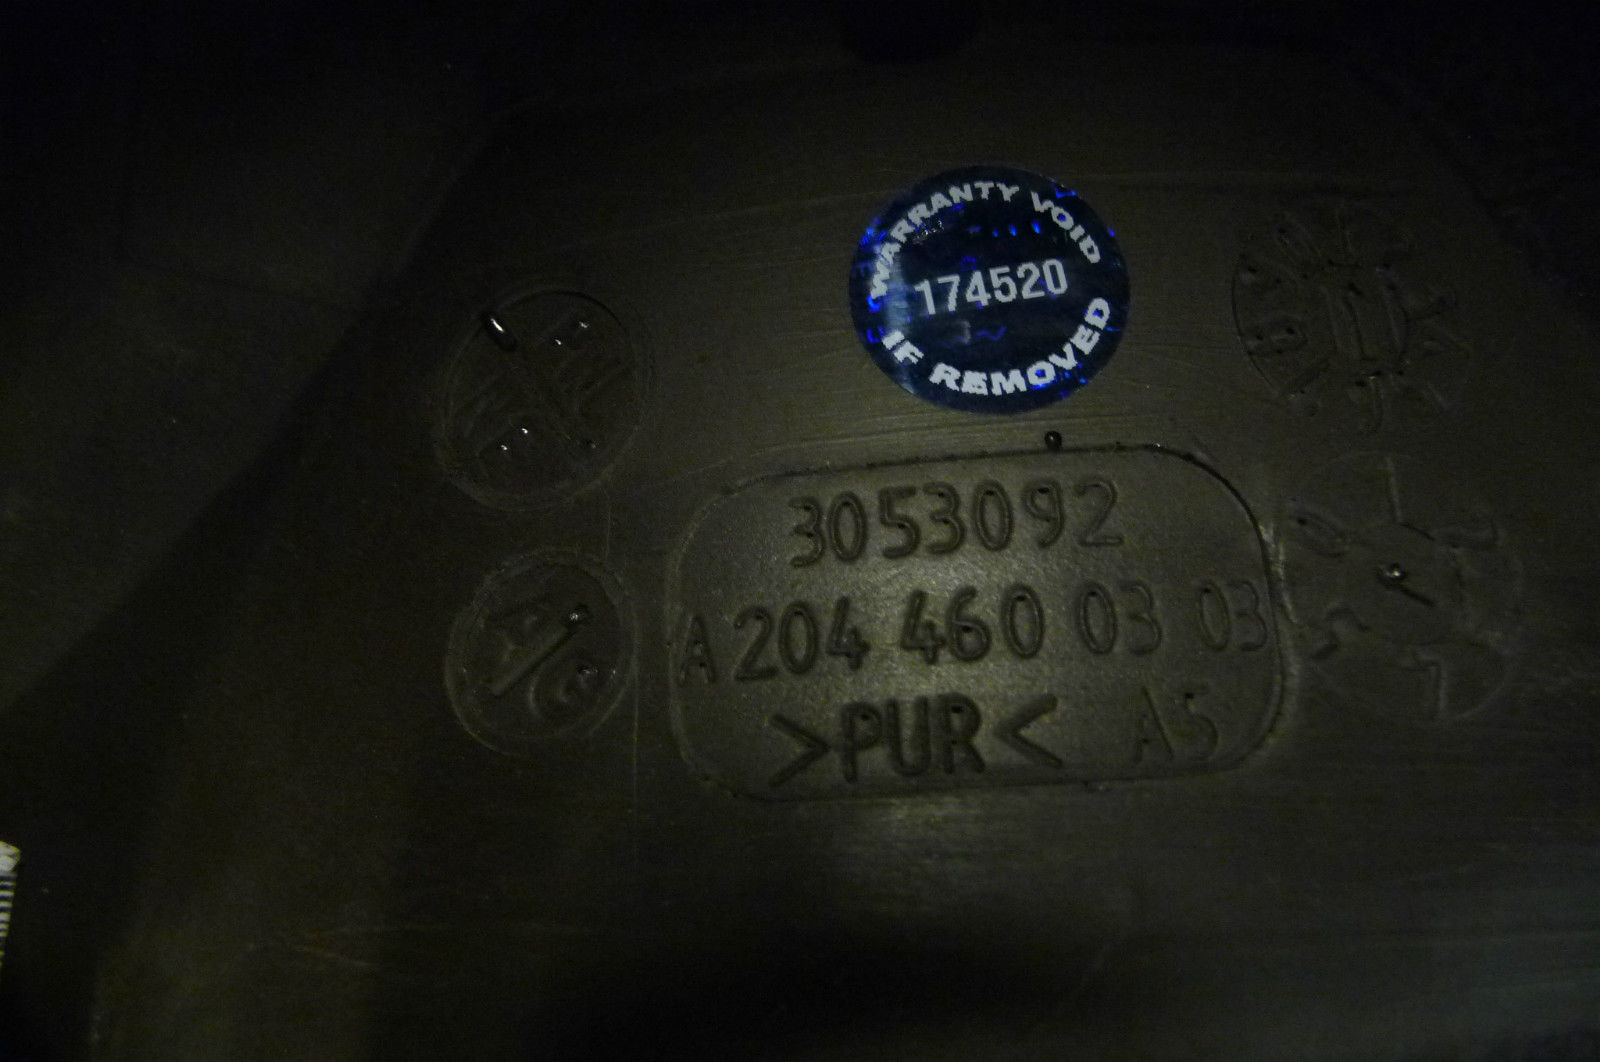 WARRANTY VOID
174520
IF REMOVED
3053092
A 204 460 03 03
>PUR< A5